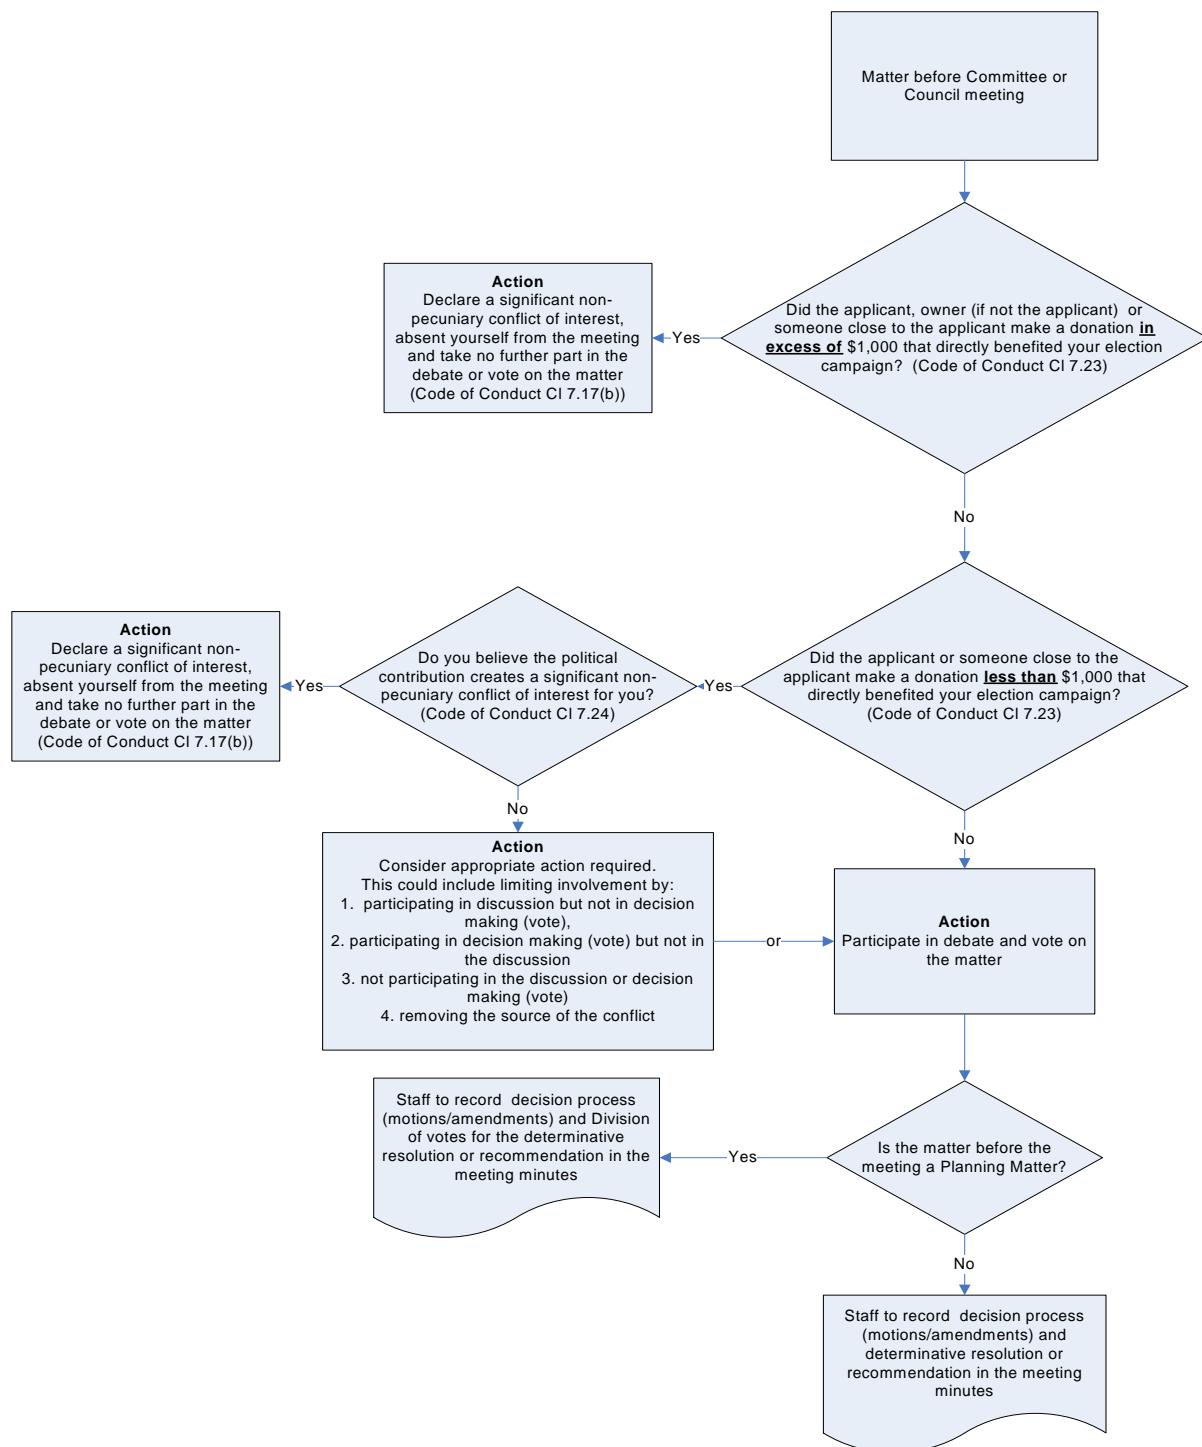 Matter before Committee or
Council meeting
Did the applicant, owner (if not the applicant)  or
someone close to the applicant make a donation in
excess of $1,000 that directly benefited your election
campaign?  (Code of Conduct Cl 7.23)
Yes
Action
Declare a significant non-
pecuniary conflict of interest,
absent yourself from the meeting
and take no further part in the
debate or vote on the matter
(Code of Conduct Cl 7.17(b))
No
Did the applicant or someone close to the
applicant make a donation less than $1,000 that
directly benefited your election campaign?
(Code of Conduct Cl 7.23)
Yes
Do you believe the political
contribution creates a significant non-
pecuniary conflict of interest for you?
(Code of Conduct Cl 7.24)
Yes
Action
Declare a significant non-
pecuniary conflict of interest,
absent yourself from the meeting
and take no further part in the
debate or vote on the matter
(Code of Conduct Cl 7.17(b))
No
Action
Consider appropriate action required.
This could include limiting involvement by:
1.  participating in discussion but not in decision
making (vote),
2. participating in decision making (vote) but not in
the discussion
3. not participating in the discussion or decision
making (vote)
4. removing the source of the conflict
or
No
Action
Participate in debate and vote on
the matter
Is the matter before the
meeting a Planning Matter?
Yes
Staff to record  decision process
(motions/amendments) and Division
of votes for the determinative
resolution or recommendation in the
meeting minutes
No
Staff to record  decision process
(motions/amendments) and
determinative resolution or
recommendation in the meeting
minutes